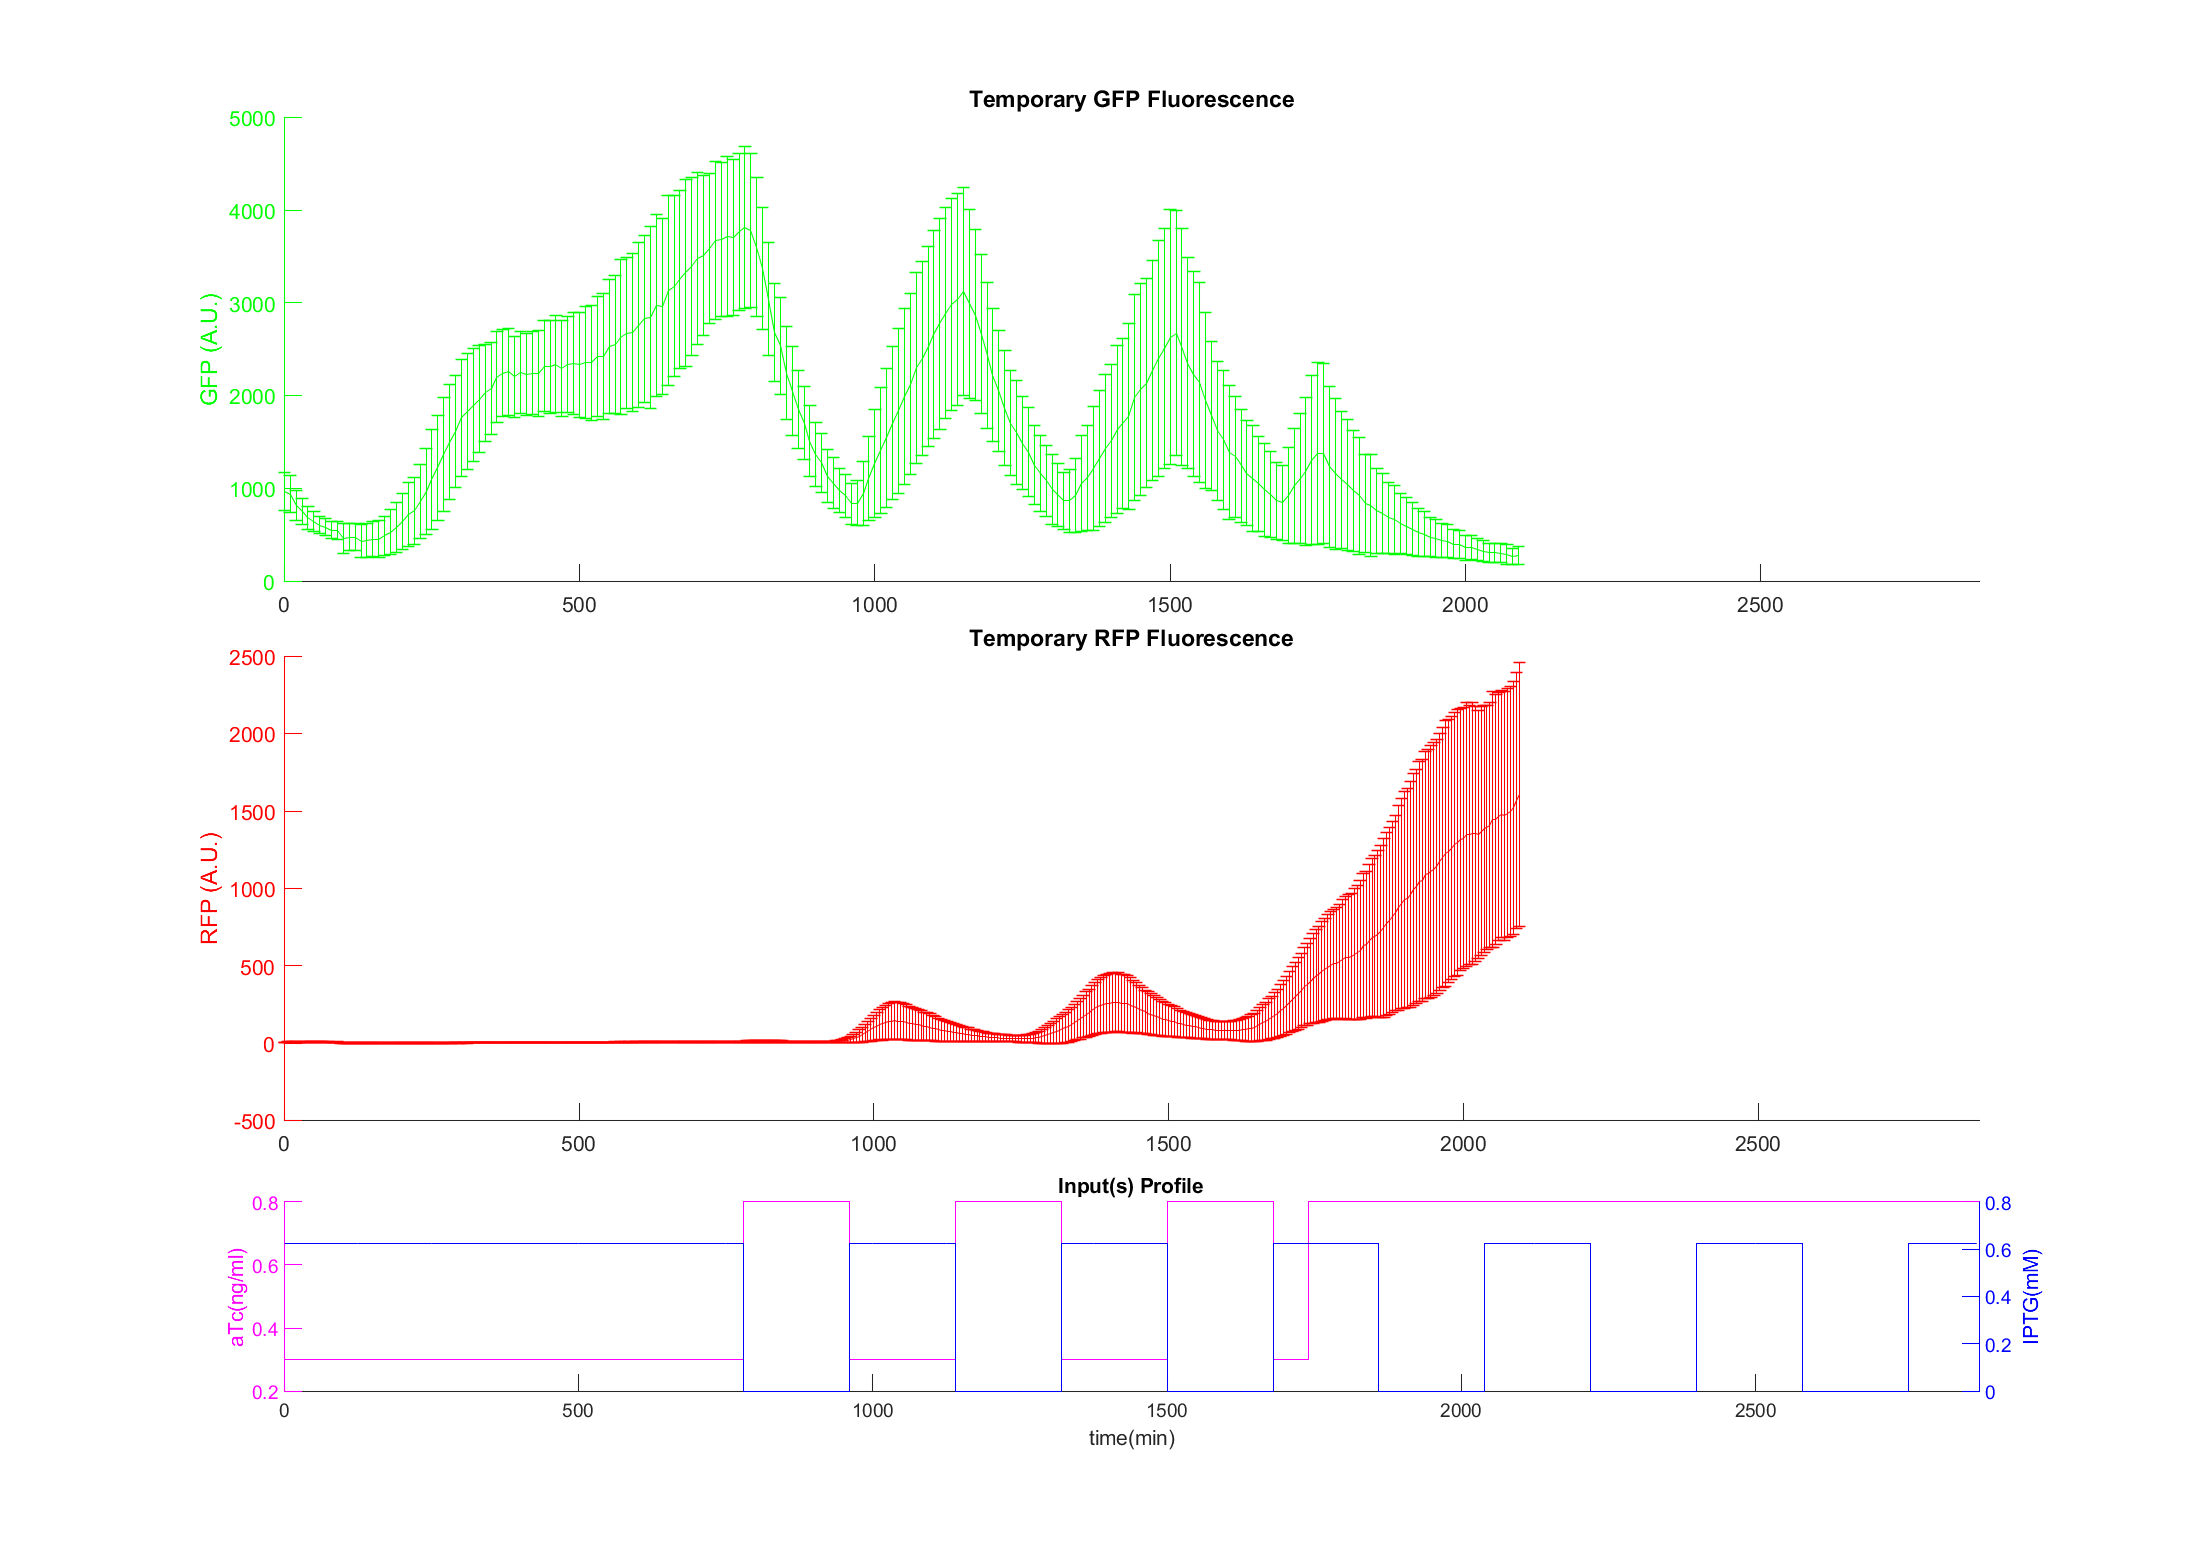 Temporary GFP Fluorescence
GFP (A.U.)
5000
4000
3000
2000
1000
0
0 500 1000 1500 2000 2500
Temporary RFP Fluorescence
RFP (A.U.)
2500
2000
1500
1000
500
0
-500
0 500 1000 1500 2000 2500
Input(s) Profile
aTc(ng/ml)
0.8
0.6
0.4
0.2
IPTG(mM)
0.8
0.6
0.4
0.2
0
0 500 1000 1500 2000 2500
time(min)